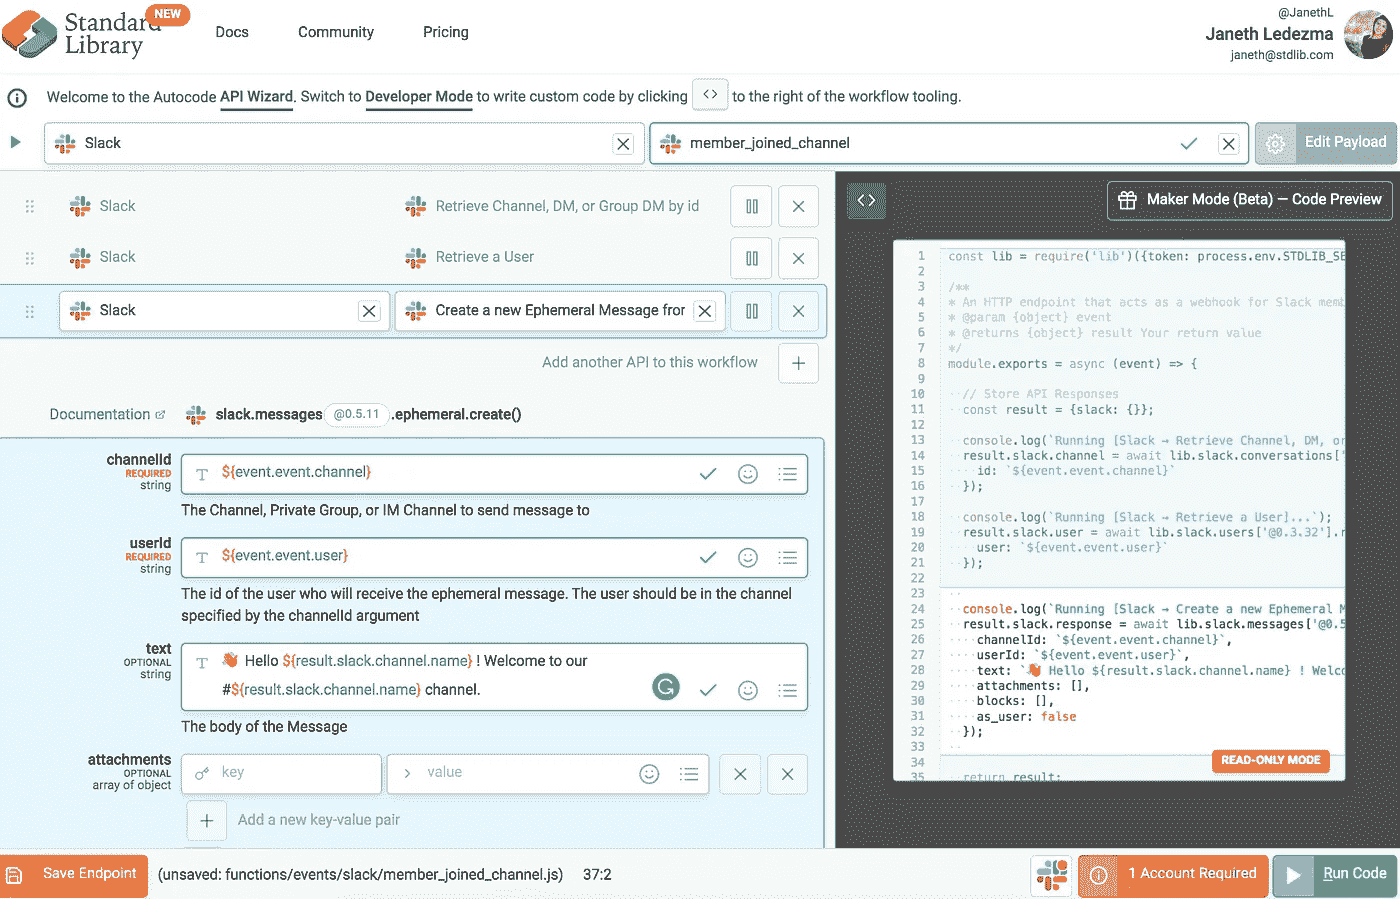 Standard
Library
NEW
Docs
Community
Pricing
@JanethL
Janeth Ledezma
janeth@stdlib.com
Welcome to the Autocode API Wizard. Switch to Developer Mode to write custom code by clicking <> to the right of the workflow tooling.
Slack
member_joined_channel
Edit Payload
Slack
Retrieve Channel, DM, or Group DM by id
Slack
Retrieve a User
Slack
Create a new Ephemeral Message fror
Add another API to this workflow
Documentation
slack.messages @0.5.11 .ephemeral.create()
channelId
REQUIRED
string
${event.event.channel}
The Channel, Private Group, or IM Channel to send message to
userId
REQUIRED
string
${event.event.user}
The id of the user who will receive the ephemeral message. The user should be in the channel
specified by the channelId argument
text
OPTIONAL
string
👋 Hello ${result.slack.channel.name} ! Welcome to our
#${result.slack.channel.name} channel.
The body of the Message
attachments
OPTIONAL
array of object
key
value
Add a new key-value pair
<>
Maker Mode (Beta) — Code Preview
1 const lib = require('lib')({token: process.env.STDLIB_SE
2
3 /**
4 * An HTTP endpoint that acts as a webhook for Slack mem
5 * @param {object} event
6 * @returns {object} result Your return value
7 */
8 module.exports = async (event) => {
9
10 // Store API Responses
11 const result = {slack: {}};
12
13 console.log(`Running [Slack → Retrieve Channel, DM, or
14 result.slack.channel = await lib.slack.conversations['
15 id: `${event.event.channel}`
16 });
17
18 console.log(`Running [Slack → Retrieve a User]...`);
19 result.slack.user = await lib.slack.users['@0.3.32'].r
20 user: `${event.event.user}`
21 });
22
23
24 console.log(`Running [Slack → Create a new Ephemeral M
25 result.slack.response = await lib.slack.messages['@0.5
26 channelId: `${event.event.channel}`,
27 userId: `${event.event.user}`,
28 text: `👋 Hello ${result.slack.channel.name} ! Welco
29 attachments: [],
30 blocks: [],
31 as_user: false
32 });
33
34
35 return result;
READ-ONLY MODE
Save Endpoint
(unsaved: functions/events/slack/member_joined_channel.js)
37:2
1 Account Required
Run Code